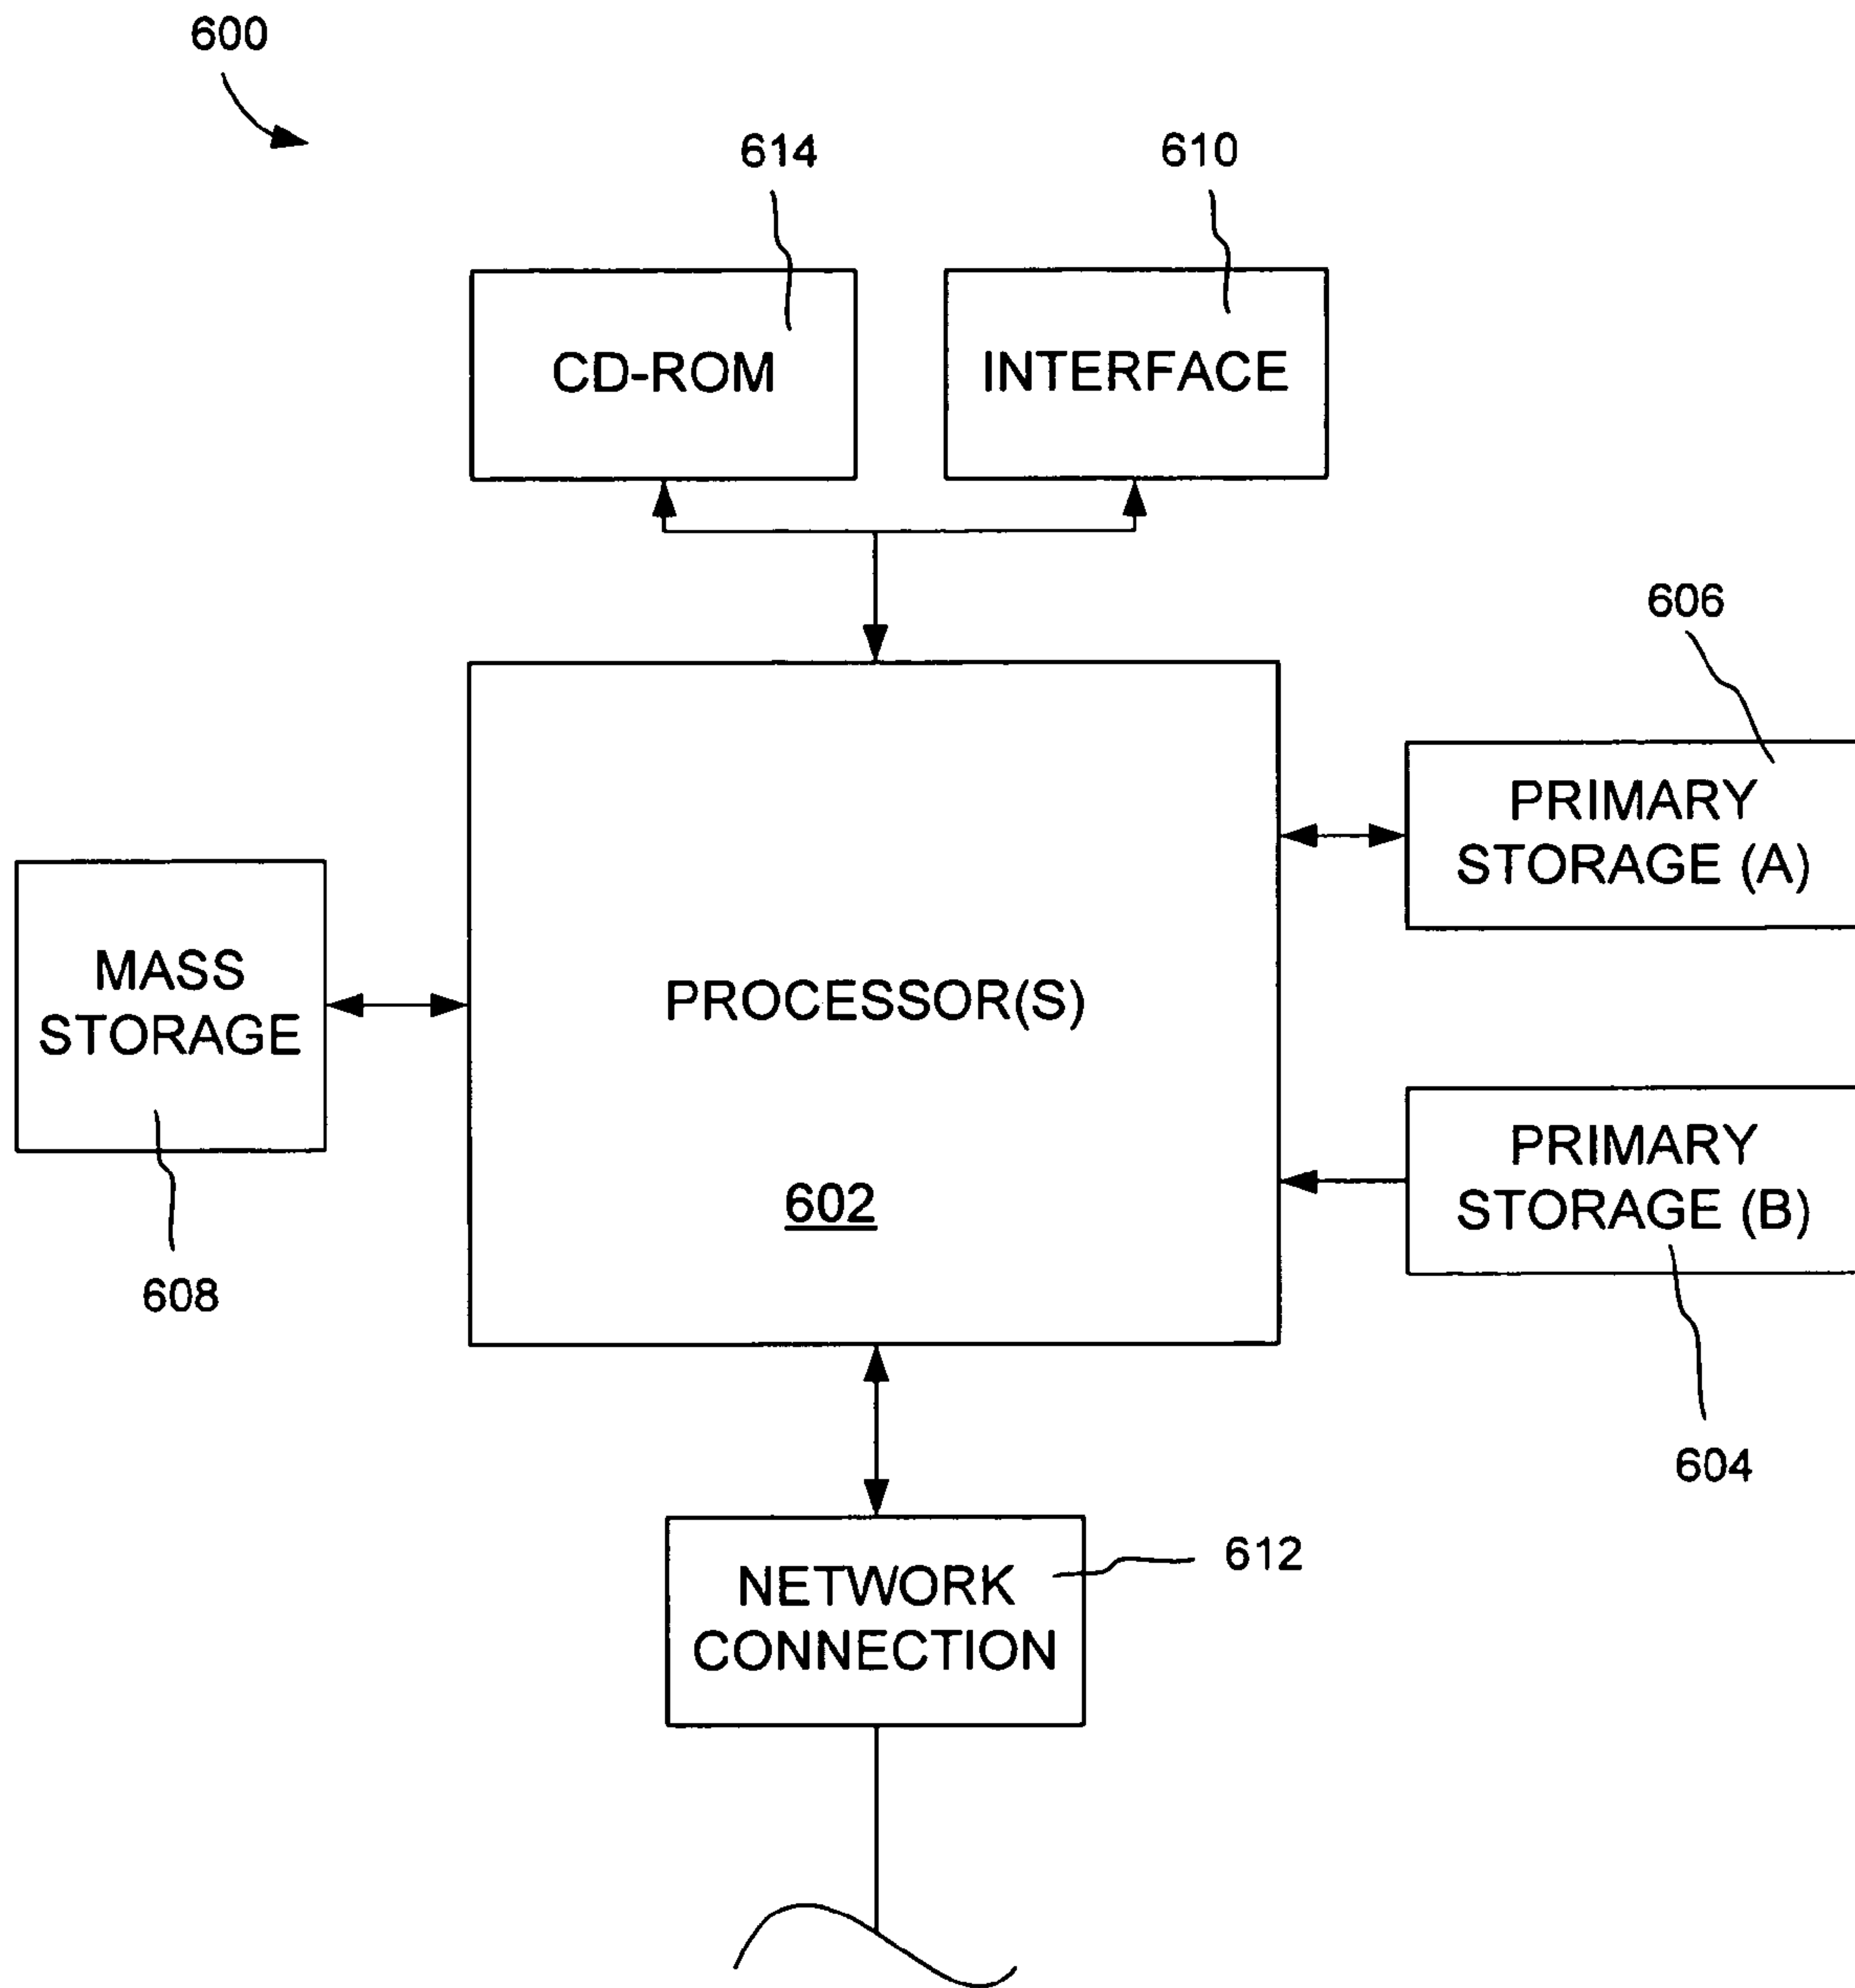 600
614
610
CD-ROM
INTERFACE
606
PRIMARY
STORAGE (A)
MASS
STORAGE
PROCESSOR(S)
PRIMARY
STORAGE (B)
602
608
604
612
NETWORK
CONNECTION